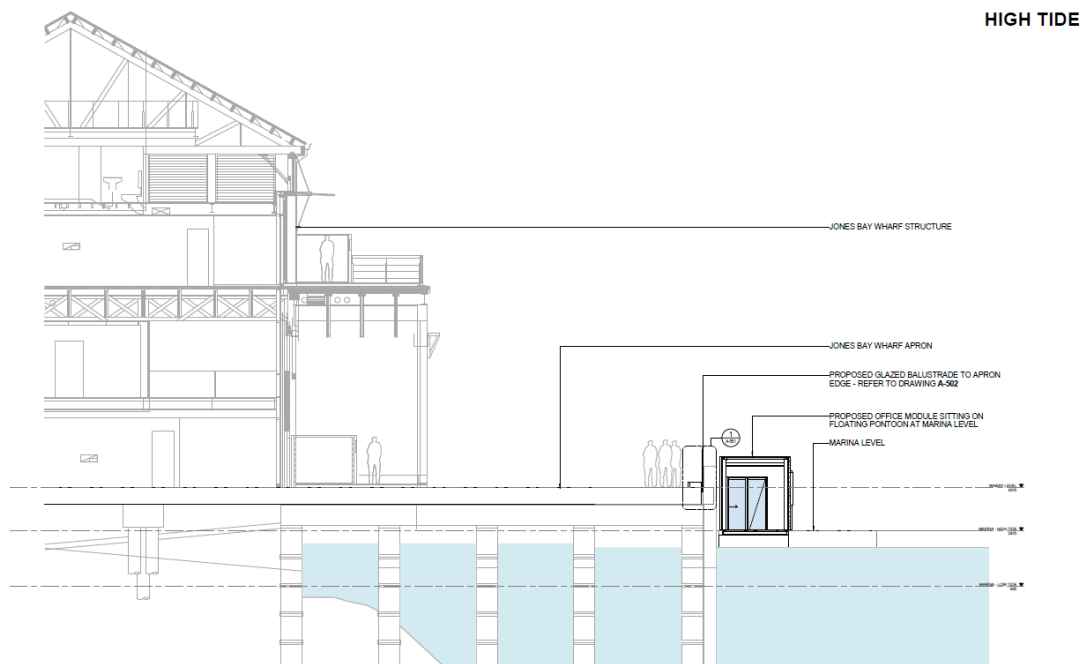 HIGH TIDE
JONES BAY WHARF STRUCTURE
JONES BAY WHARF APRON
PROPOSED GLAZED BALUSTRADE TO APRON
EDGE - REFER TO DRAWING A-502
PROPOSED OFFICE MODULE SITTING ON
FLOATING PONTOON AT MARINA LEVEL
MARINA LEVEL
1